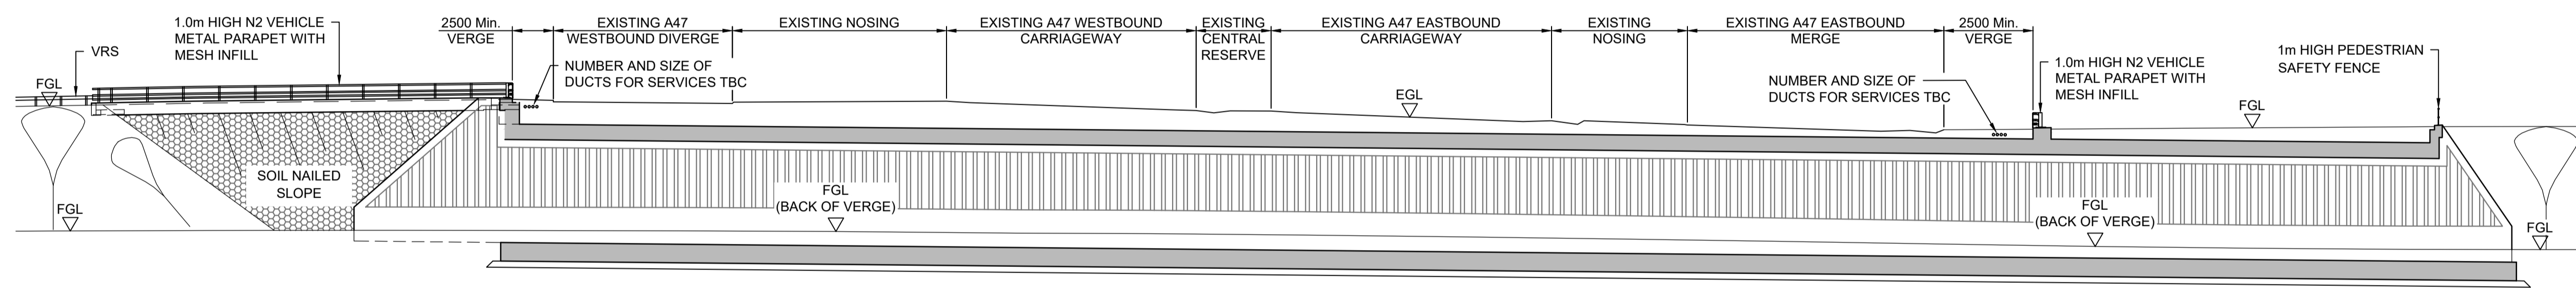 1.0m HIGH N2 VEHICLE
METAL PARAPET WITH
MESH INFILL
VRS
FGL
FGL
SOIL NAILED
SLOPE
2500 Min.
VERGE
EXISTING A47
WESTBOUND DIVERGE
NUMBER AND SIZE OF
DUCTS FOR SERVICES TBC
EXISTING NOSING
EXISTING A47 WESTBOUND
CARRIAGEWAY
EXISTING
CENTRAL
RESERVE
EXISTING A47 EASTBOUND
CARRIAGEWAY
EGL
EXISTING
NOSING
EXISTING A47 EASTBOUND
MERGE
2500 Min.
VERGE
NUMBER AND SIZE OF
DUCTS FOR SERVICES TBC
1.0m HIGH N2 VEHICLE
METAL PARAPET WITH
MESH INFILL
FGL
1m HIGH PEDESTRIAN
SAFETY FENCE
FGL
(BACK OF VERGE)
FGL
(BACK OF VERGE)
FGL